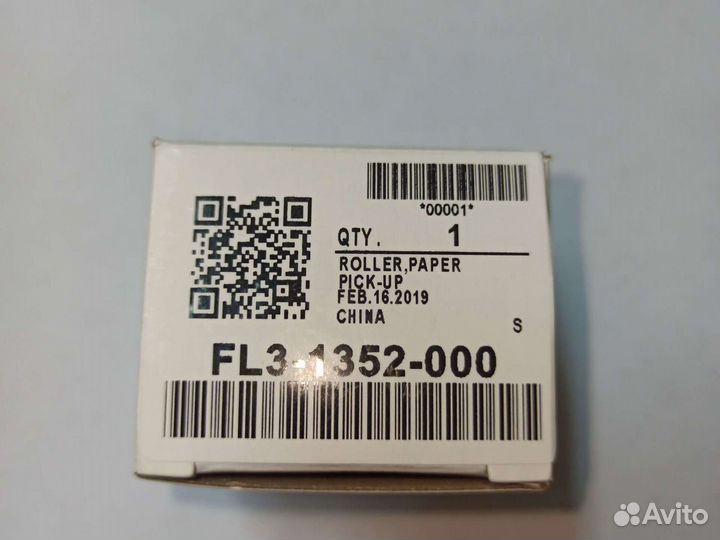 *00001*
QTY. 1
ROLLER,PAPER
PICK-UP
FEB.16.2019
CHINA
S
FL3-1352-000
Avito